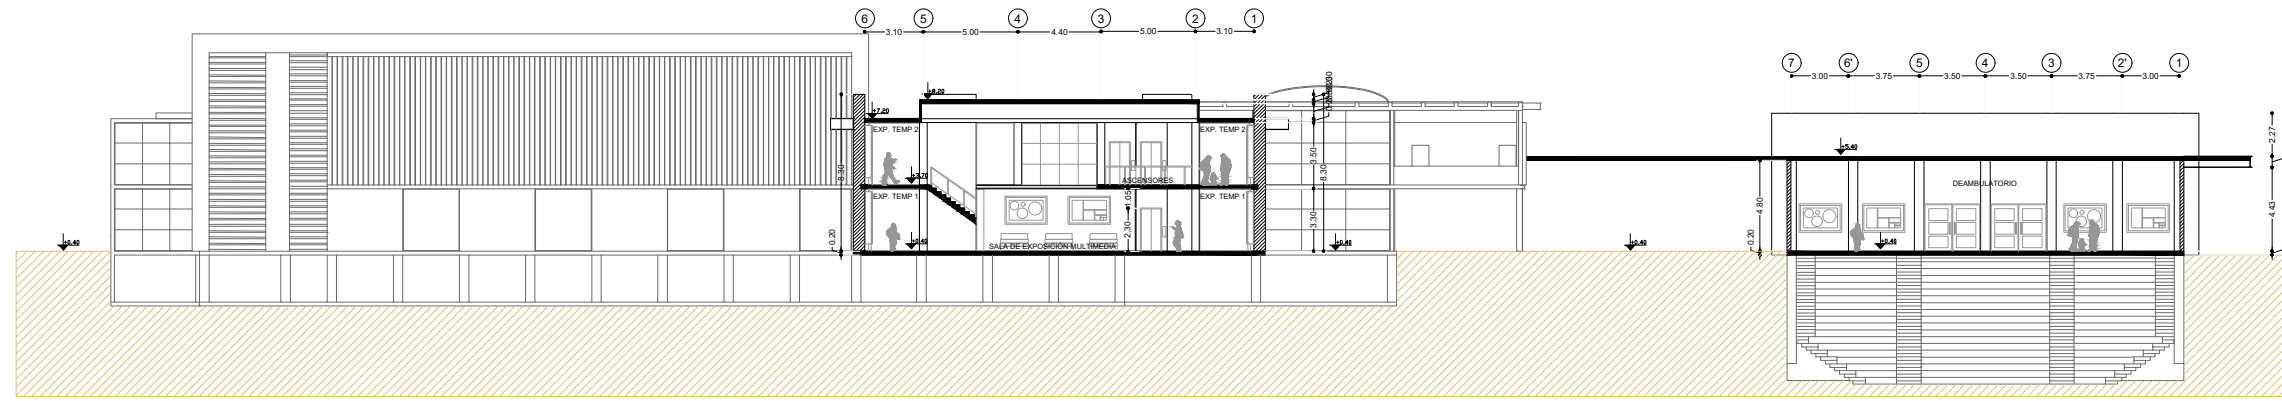 6 5 4 3 2 1
3.10 5.00 4.40 5.00 3.10
7 6' 5 4 3 2' 1
3.00 3.75 3.50 3.50 3.75 3.00
+8.20
+7.20
EXP. TEMP 2
EXP. TEMP 2
2.27
+5.40
3.50
8.30
8.30
+3.70
ASCENSORES
DEAMBULATORIO
EXP. TEMP 1
EXP. TEMP 1
1.05
4.80
4.43
2.30
3.30
0.20
0.20
+0.40
+0.40
SALA DE EXPOSICIÓN MULTIMEDIA
+0.40
+0.40
+0.40